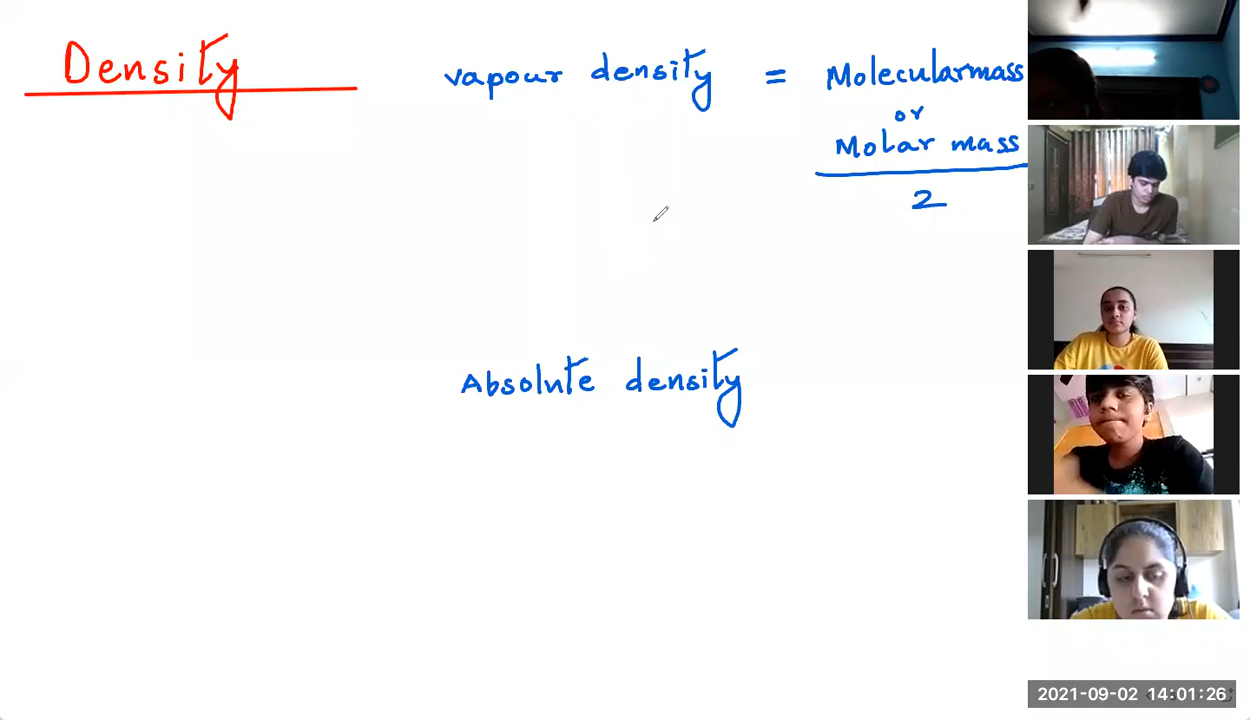 Density
vapour density = Molecularmass
or
Molar mass
2
Absolute density
2021-09-02 14:01:26